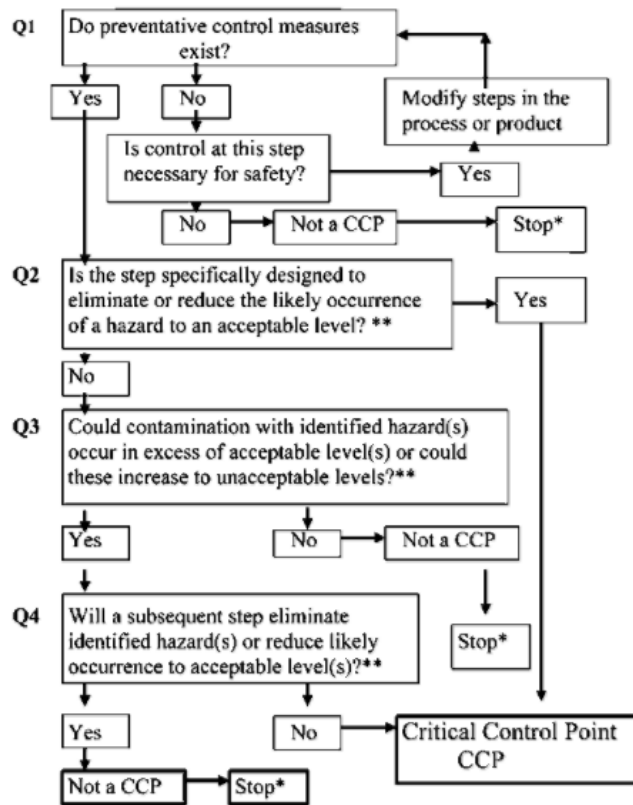 Q1
Do preventative control measures
exist?
Yes
No
Modify steps in the
process or product
Is control at this step
necessary for safety?
Yes
No
Not a CCP
Stop*
Q2
Is the step specifically designed to
eliminate or reduce the likely occurrence
of a hazard to an acceptable level? **
Yes
No
Q3
Could contamination with identified hazard(s)
occur in excess of acceptable level(s) or could
these increase to unacceptable levels?**
Yes
No
Not a CCP
Stop*
Q4
Will a subsequent step eliminate
identified hazard(s) or reduce likely
occurrence to acceptable level(s)?**
Yes
No
Critical Control Point
CCP
Not a CCP
Stop*